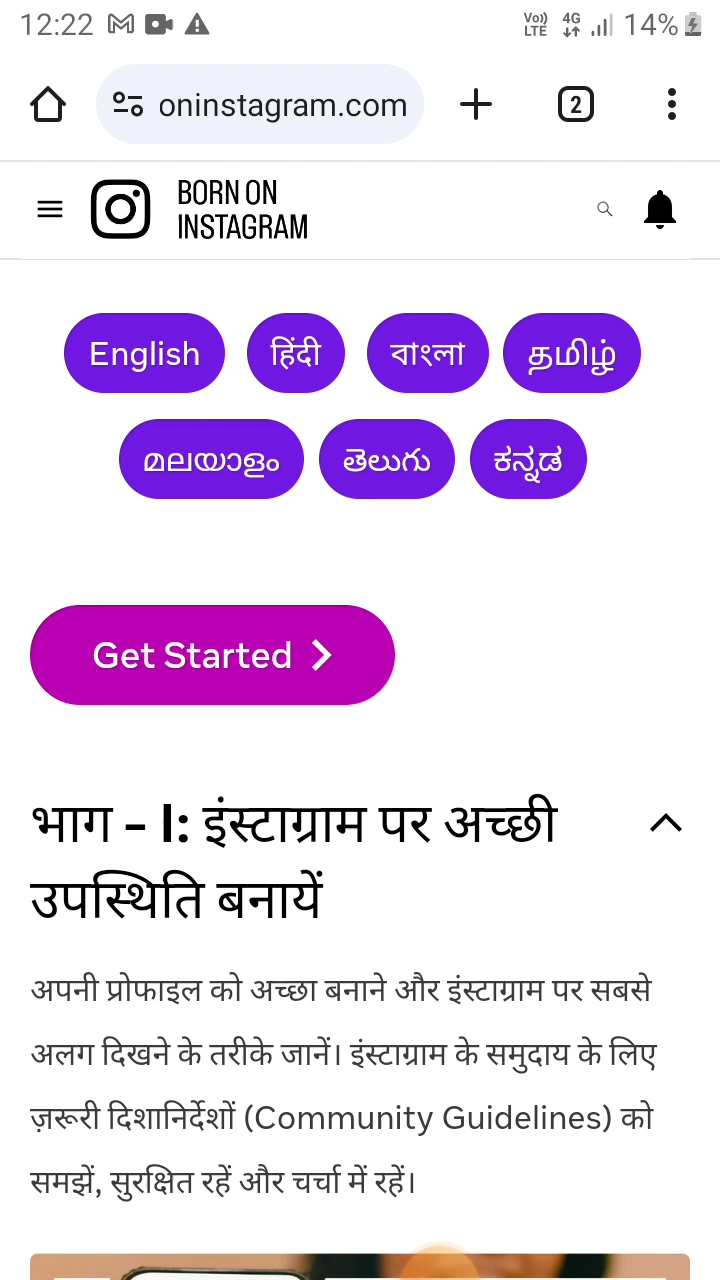 12:22
Vo)) LTE 4G 14%
oninstagram.com
2
BORN ON
INSTAGRAM
English हिंदी বাংলা தமிழ்
മലയാളം తెలుగు ಕನ್ನಡ
Get Started
भाग – I: इंस्टाग्राम पर अच्छी
उपस्थिति बनायें
अपनी प्रोफाइल को अच्छा बनाने और इंस्टाग्राम पर सबसे
अलग दिखने के तरीके जानें। इंस्टाग्राम के समुदाय के लिए
ज़रूरी दिशानिर्देशों (Community Guidelines) को
समझें, सुरक्षित रहें और चर्चा में रहें।